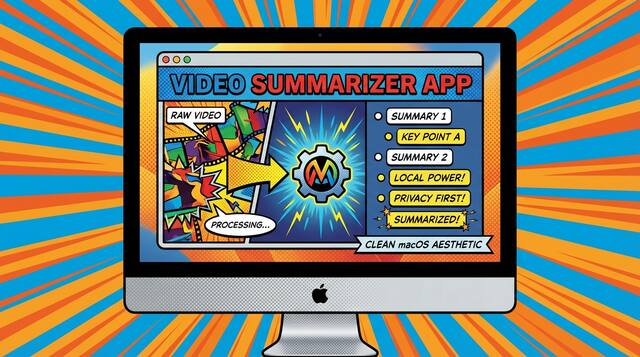 VIDEO SUMMARIZER APP
RAW VIDEO
PROCESSING...
M
SUMMARY 1
KEY POINT A
SUMMARY 2
LOCAL POWER!
PRIVACY FIRST!
SUMMARIZED!
CLEAN macOS AESTHETIC